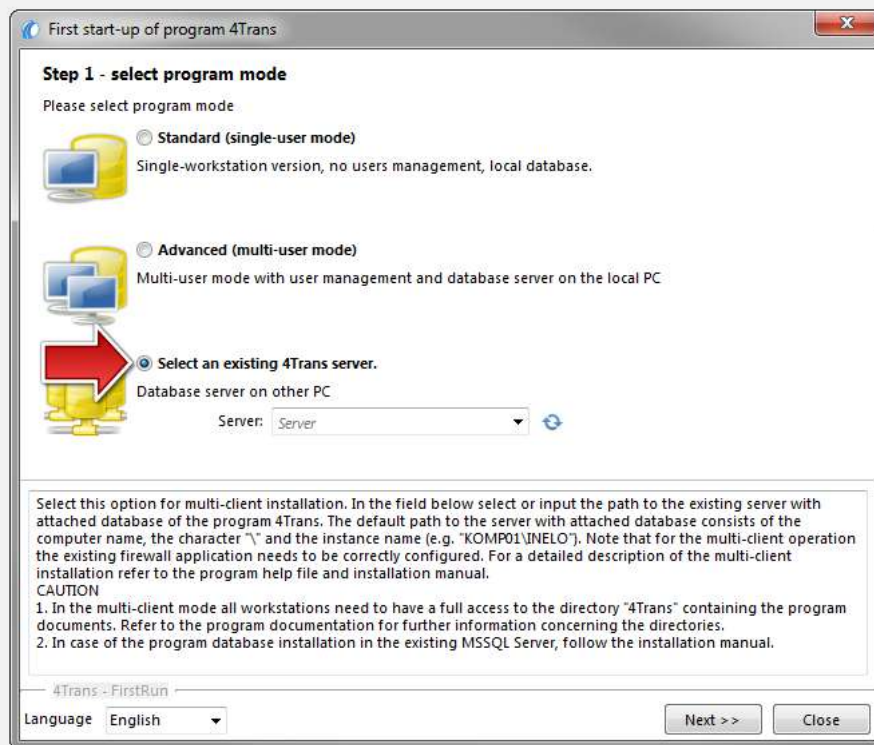 First start-up of program 4Trans
Step 1 - select program mode
Please select program mode
Standard (single-user mode)
Single-workstation version, no users management, local database.
Advanced (multi-user mode)
Multi-user mode with user management and database server on the local PC
Select an existing 4Trans server.
Database server on other PC
Server: Server
Select this option for multi-client installation. In the field below select or input the path to the existing server with
attached database of the program 4Trans. The default path to the server with attached database consists of the
computer name, the character "\" and the instance name (e.g. "KOMP01\INELO"). Note that for the multi-client operation
the existing firewall application needs to be correctly configured. For a detailed description of the multi-client
installation refer to the program help file and installation manual.
CAUTION
1. In the multi-client mode all workstations need to have a full access to the directory "4Trans" containing the program
documents. Refer to the program documentation for further information concerning the directories.
2. In case of the program database installation in the existing MSSQL Server, follow the installation manual.
4Trans - FirstRun
Language English Next >> Close